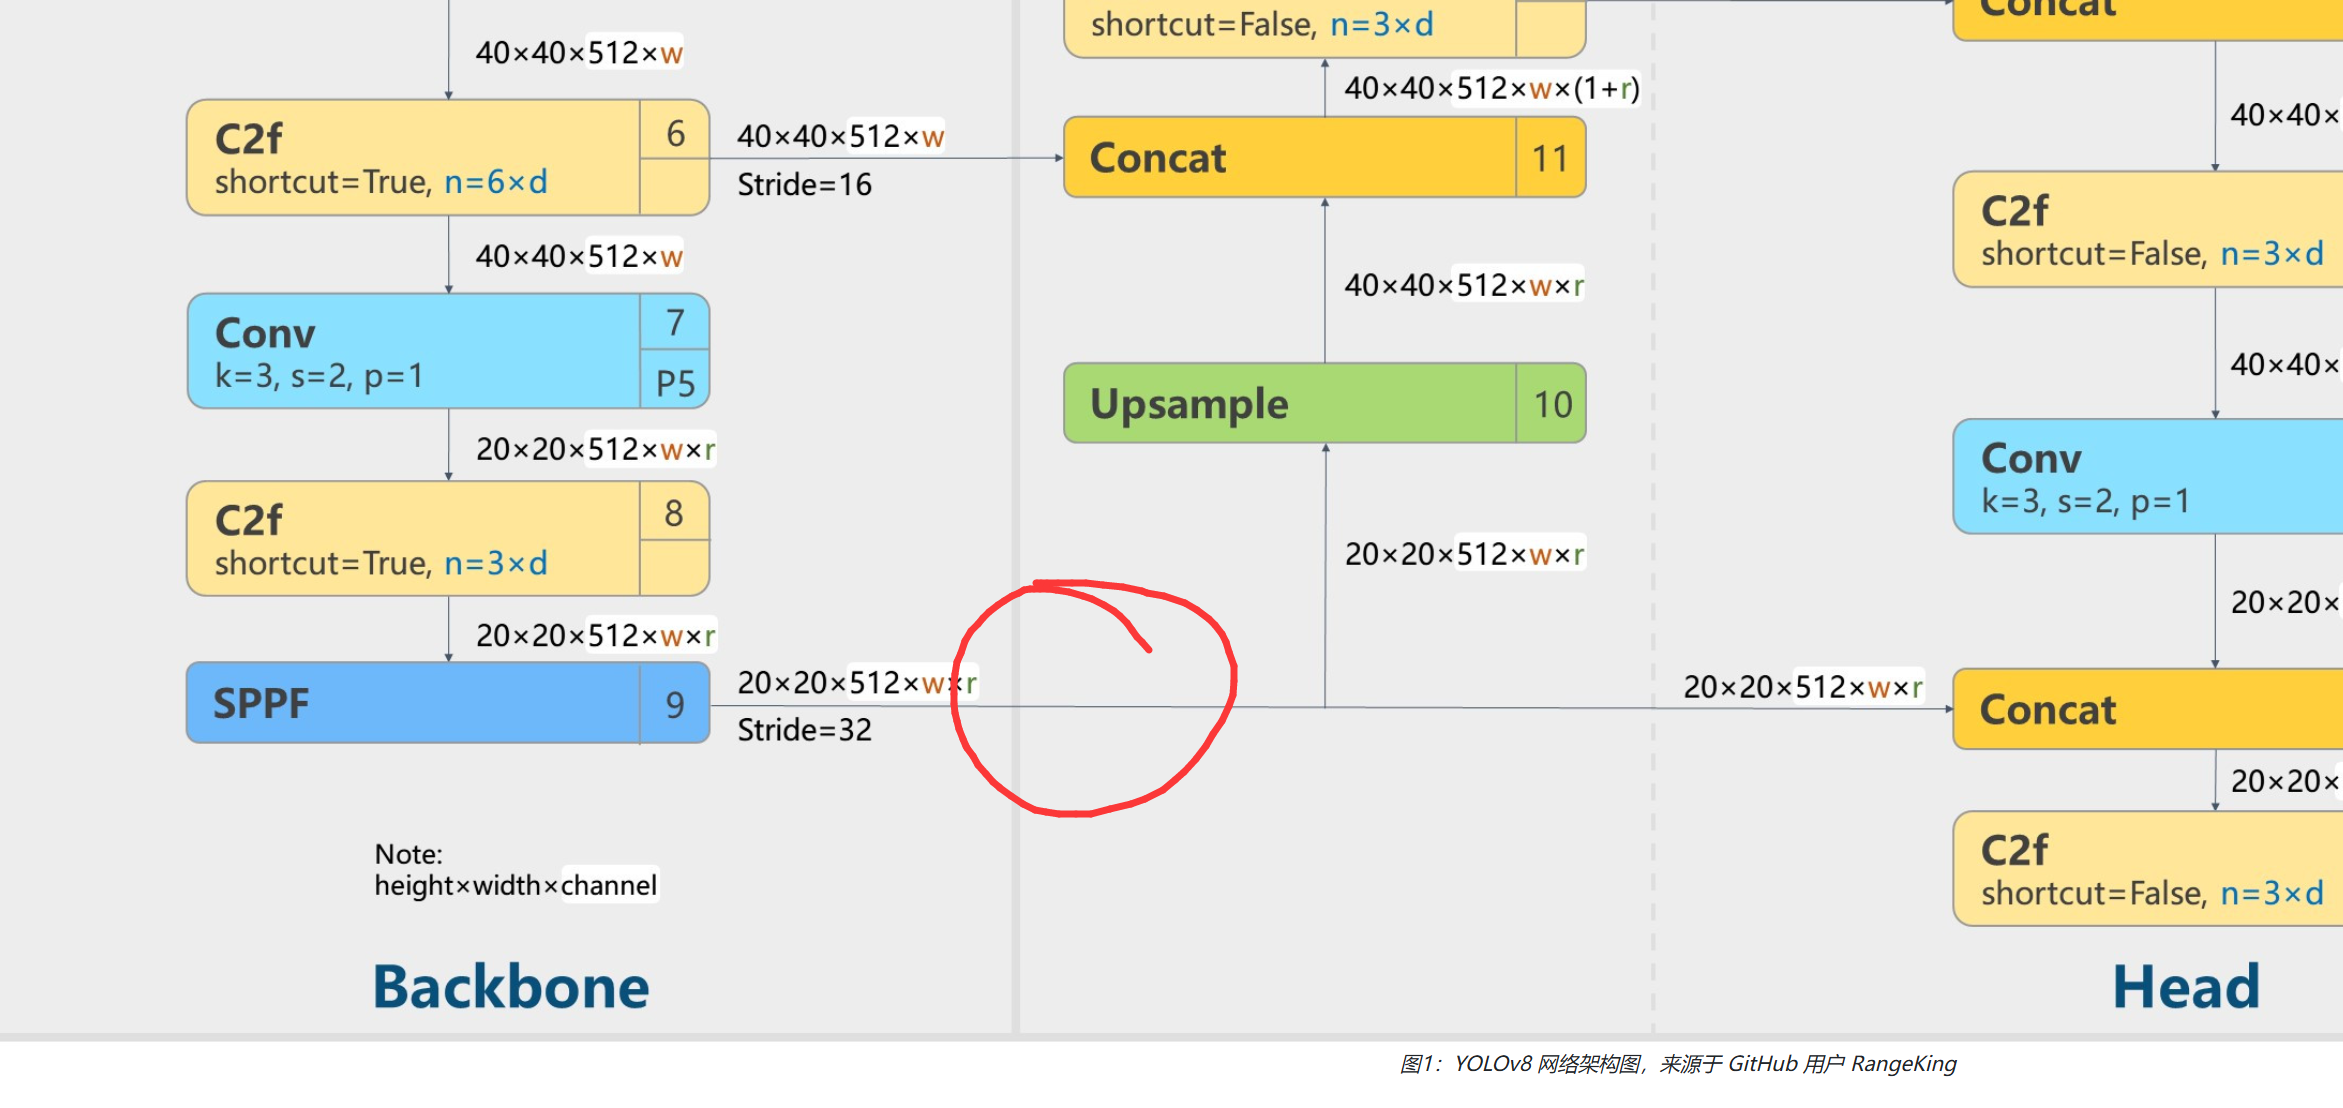 40×40×512×w
C2f
shortcut=True, n=6×d
6
40×40×512×w
Stride=16
40×40×512×w
Conv
k=3, s=2, p=1
7
P5
20×20×512×w×r
C2f
shortcut=True, n=3×d
8
20×20×512×w×r
SPPF
9
20×20×512×w×r
Stride=32
Note:
height×width×channel
Backbone
shortcut=False, n=3×d
40×40×512×w×(1+r)
Concat
11
40×40×512×w×r
Upsample
10
20×20×512×w×r
20×20×512×w×r
Concat
40×40×
C2f
shortcut=False, n=3×d
40×40×
Conv
k=3, s=2, p=1
20×20×
Concat
20×20×
C2f
shortcut=False, n=3×d
Head
图1：YOLOv8 网络架构图，来源于 GitHub 用户 RangeKing